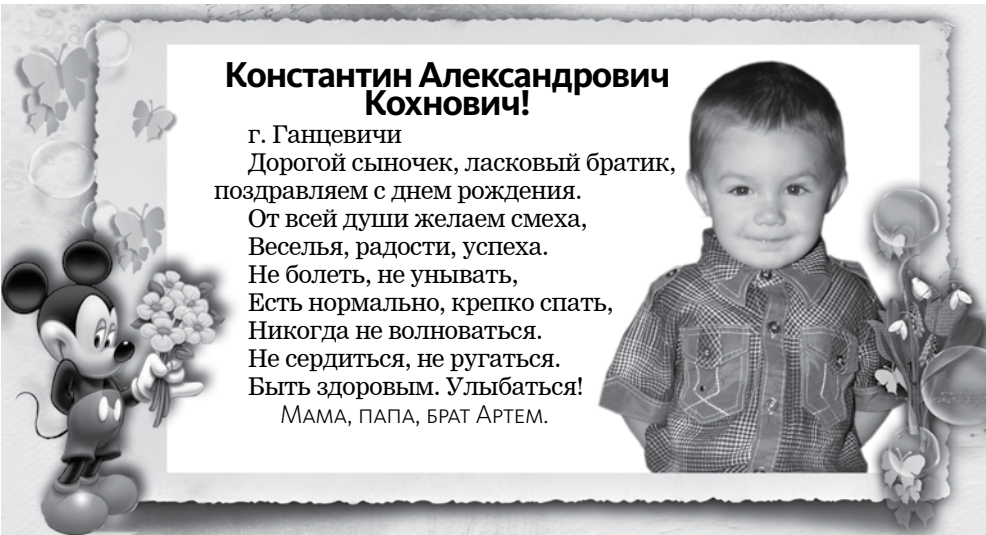 Константин Александрович
Кохнович!
г. Ганцевичи
Дорогой сыночек, ласковый братик,
поздравляем с днем рождения.
От всей души желаем смеха,
Веселья, радости, успеха.
Не болеть, не унывать,
Есть нормально, крепко спать,
Никогда не волноваться.
Не сердиться, не ругаться.
Быть здоровым. Улыбаться!
Мама, папа, брат Артем.